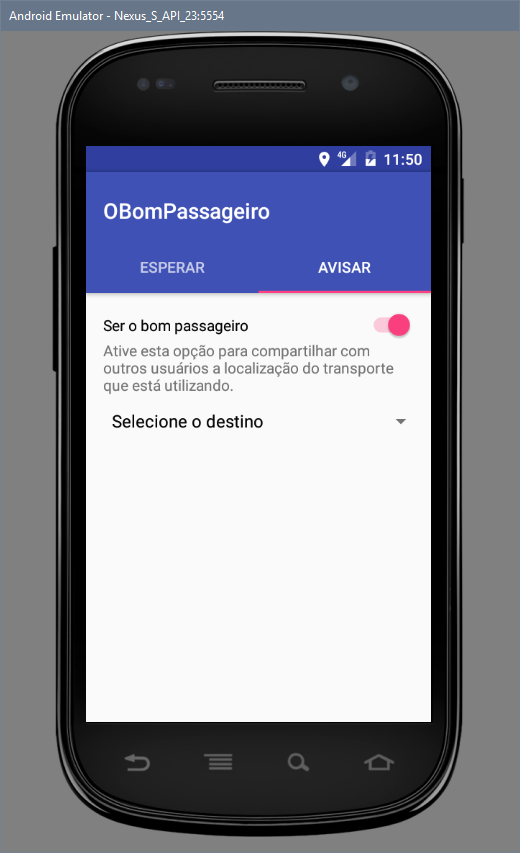 Android Emulator - Nexus_S_API_23:5554
4G 11:50
OBomPassageiro
ESPERAR AVISAR
Ser o bom passageiro
Ative esta opção para compartilhar com
outros usuários a localização do transporte
que está utilizando.
Selecione o destino